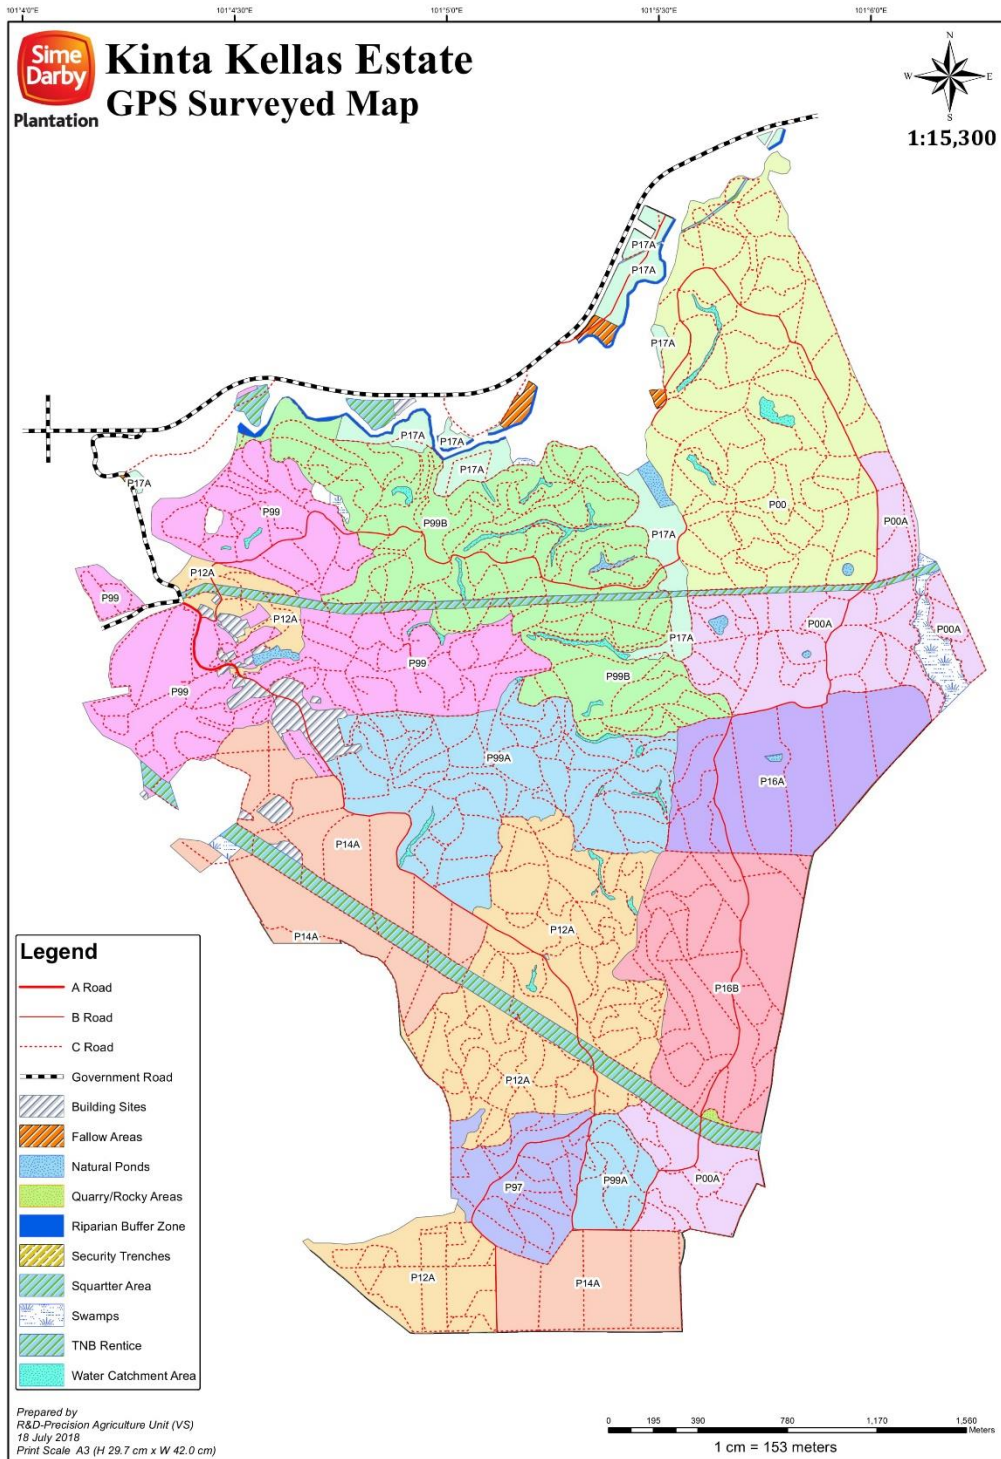 101°4'0"E
101°4'30"E
101°5'0"E
101°5'30"E
101°6'0"E
Sime
Darby
Plantation
Kinta Kellas Estate
GPS Surveyed Map
N
W
E
S
1:15,300
P17A
P17A
P17A
P17A
P17A
P17A
P17A
P99
P99B
P00
P00A
P17A
P12A
P99
P12A
P00A
P00A
P17A
P99
P99B
P99
P99A
P16A
P14A
P12A
P14A
P16B
P12A
P97
P99A
P00A
P12A
P14A
Legend
A Road
B Road
C Road
Government Road
Building Sites
Fallow Areas
Natural Ponds
Quarry/Rocky Areas
Riparian Buffer Zone
Security Trenches
Squartter Area
Swamps
TNB Rentice
Water Catchment Area
Prepared by
R&D-Precision Agriculture Unit (VS)
18 July 2018
Print Scale A3 (H 29.7 cm x W 42.0 cm)
0 195 390 780 1,170 1,560
Meters
1 cm = 153 meters